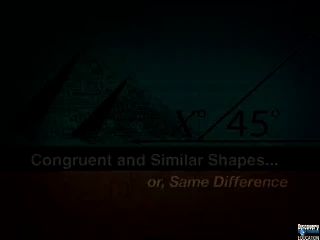 X° 45°
Congruent and Similar Shapes...
or, Same Difference
Discovery
EDUCATION